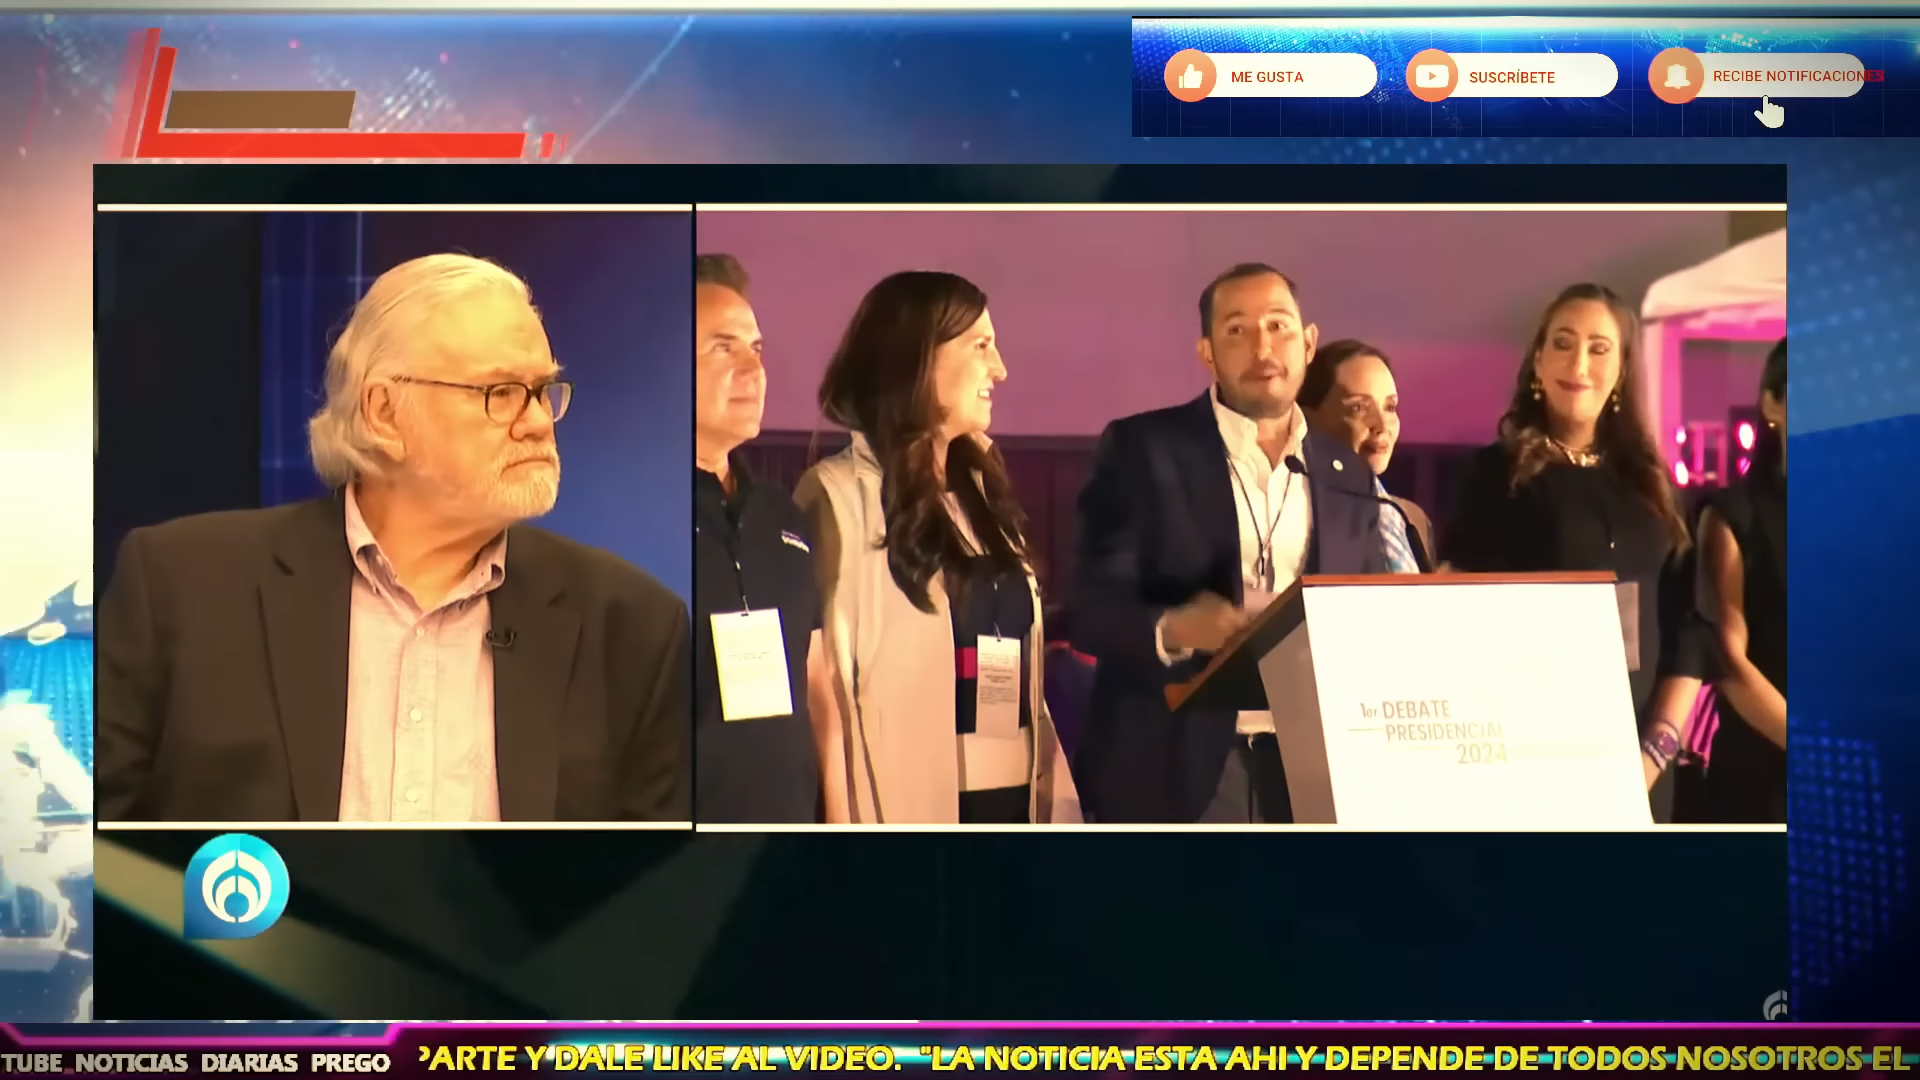 ME GUSTA
SUSCRÍBETE
RECIBE NOTIFICACIONES
1er DEBATE
PRESIDENCIAL
2024
TUBE NOTICIAS DIARIAS PREGO
ARTE Y DALE LIKE AL VIDEO. "LA NOTICIA ESTA AHI Y DEPENDE DE TODOS NOSOTROS EL